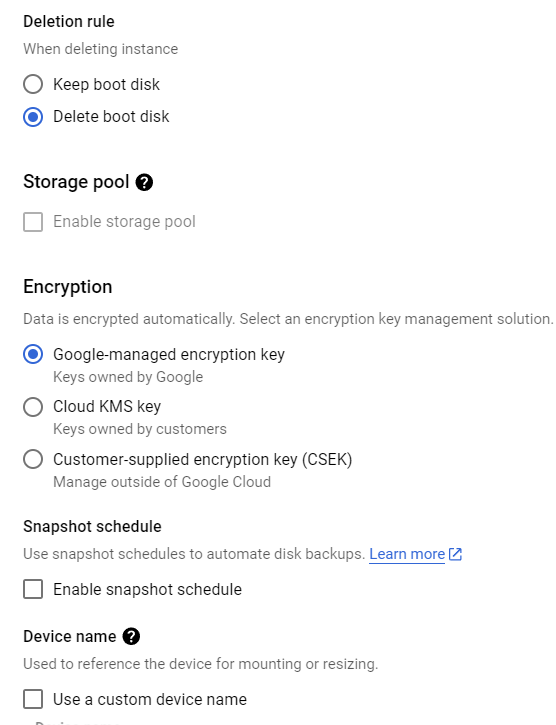 Deletion rule
When deleting instance
Keep boot disk
Delete boot disk
Storage pool ?
Enable storage pool
Encryption
Data is encrypted automatically. Select an encryption key management solution.
Google-managed encryption key
Keys owned by Google
Cloud KMS key
Keys owned by customers
Customer-supplied encryption key (CSEK)
Manage outside of Google Cloud
Snapshot schedule
Use snapshot schedules to automate disk backups. Learn more
Enable snapshot schedule
Device name ?
Used to reference the device for mounting or resizing.
Use a custom device name